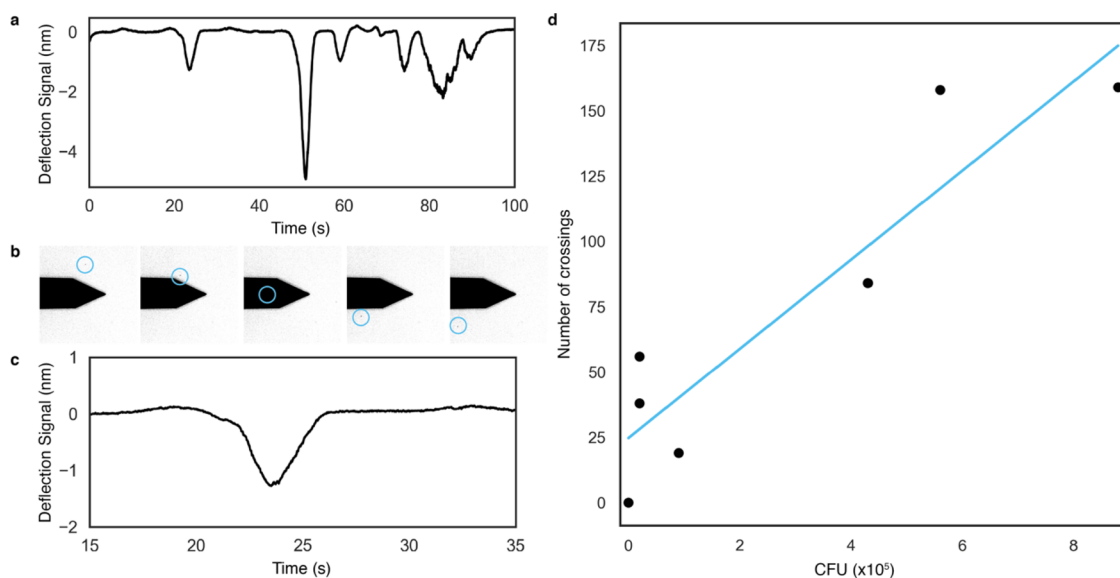 a
0
−2
−4
Deflection Signal (nm)
0 20 40 60 80 100
Time (s)
b
c
1
0
−1
−2
Deflection Signal (nm)
15 20 25 30 35
Time (s)
d
175
150
125
100
75
50
25
0
Number of crossings
0 2 4 6 8
CFU (x10⁵)